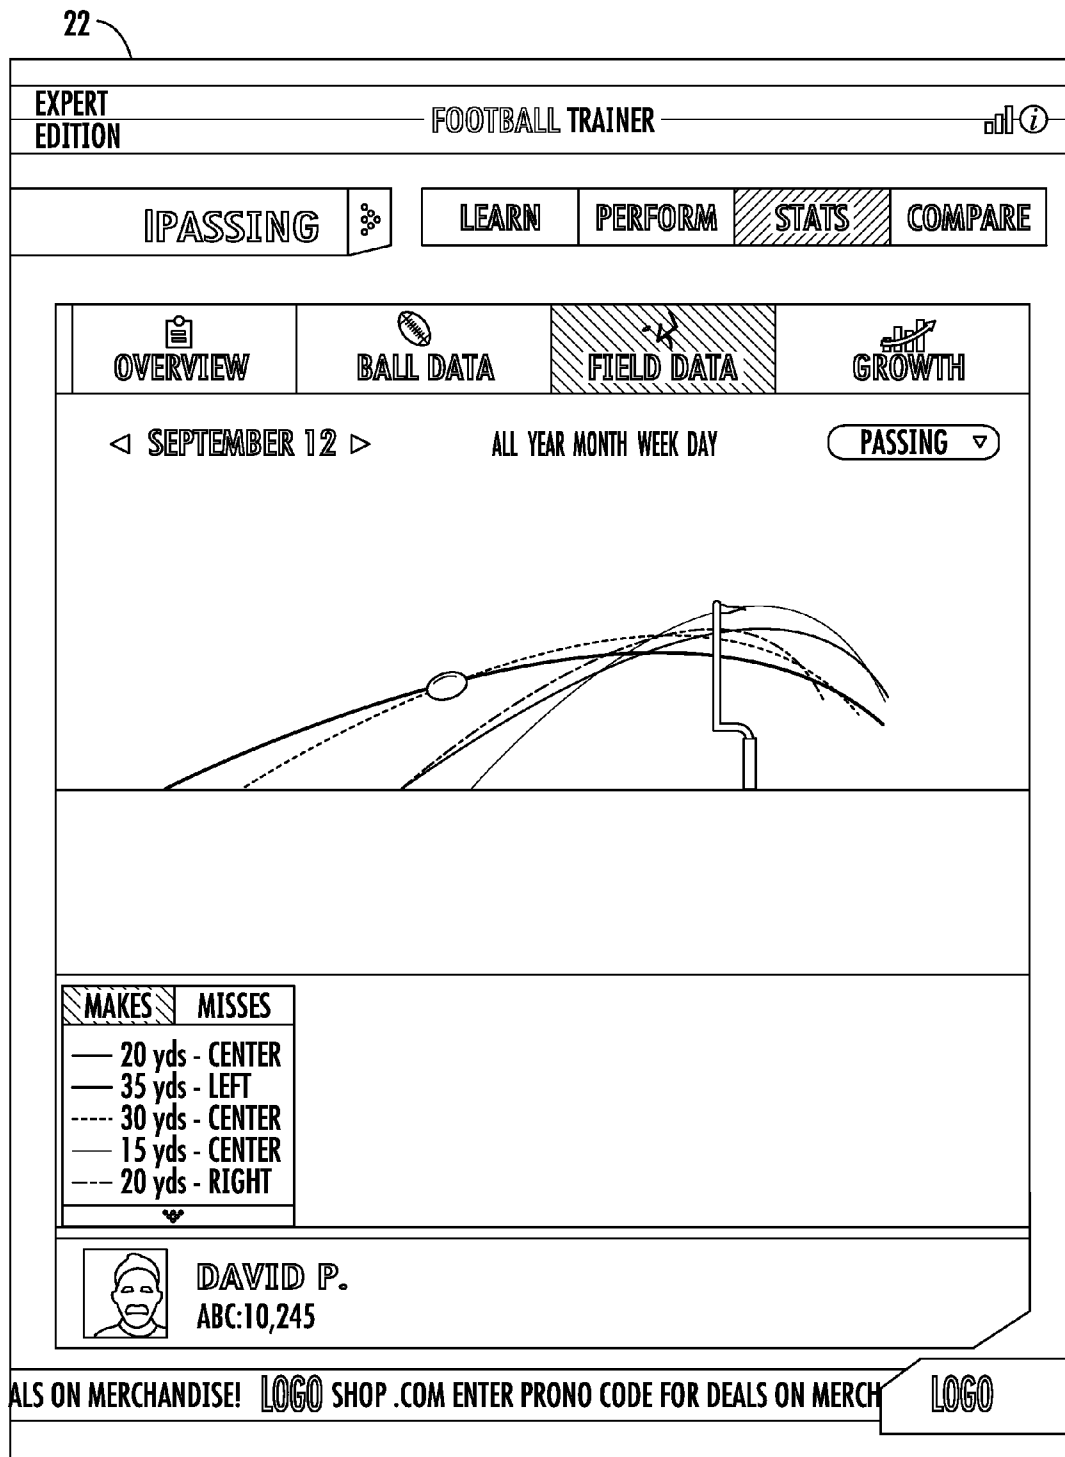 22
EXPERT
EDITION
FOOTBALL TRAINER
i
PASSING
LEARN PERFORM STATS COMPARE
OVERVIEW BALL DATA FIELD DATA GROWTH
SEPTEMBER 12 ALL YEAR MONTH WEEK DAY PASSING
MAKES MISSES
20 yds - CENTER
35 yds - LEFT
30 yds - CENTER
15 yds - CENTER
20 yds - RIGHT
DAVID P.
ABC:10,245
ALS ON MERCHANDISE! LOGO SHOP .COM ENTER PRONO CODE FOR DEALS ON MERCH LOGO